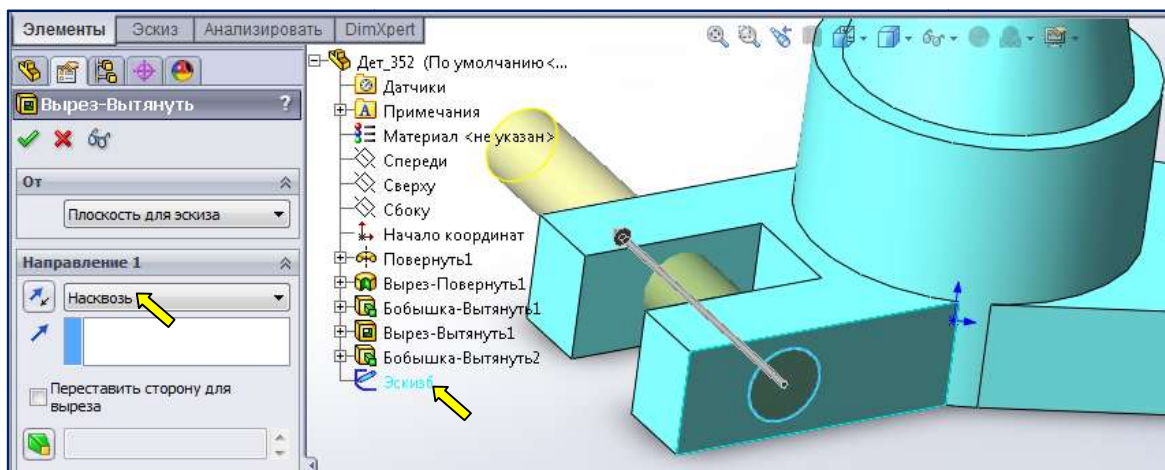 Элементы Эскиз Анализировать DimXpert
Вырез-Вытянуть ?
От
Плоскость для эскиза
Направление 1
Насквозь
Переставить сторону для
выреза
Дет_352 (По умолчанию<...
Датчики
Примечания
Материал <не указан>
Спереди
Сверху
Сбоку
Начало координат
Повернуть1
Вырез-Повернуть1
Бобышка-Вытянуть1
Вырез-Вытянуть1
Бобышка-Вытянуть2
Эскиз6